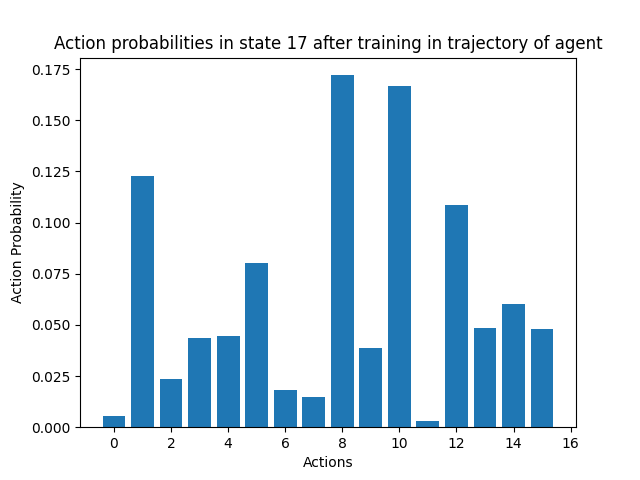 Action probabilities in state 17 after training in trajectory of agent
0.175
0.150
0.125
0.100
0.075
0.050
0.025
0.000
Action Probability
0 2 4 6 8 10 12 14 16
Actions